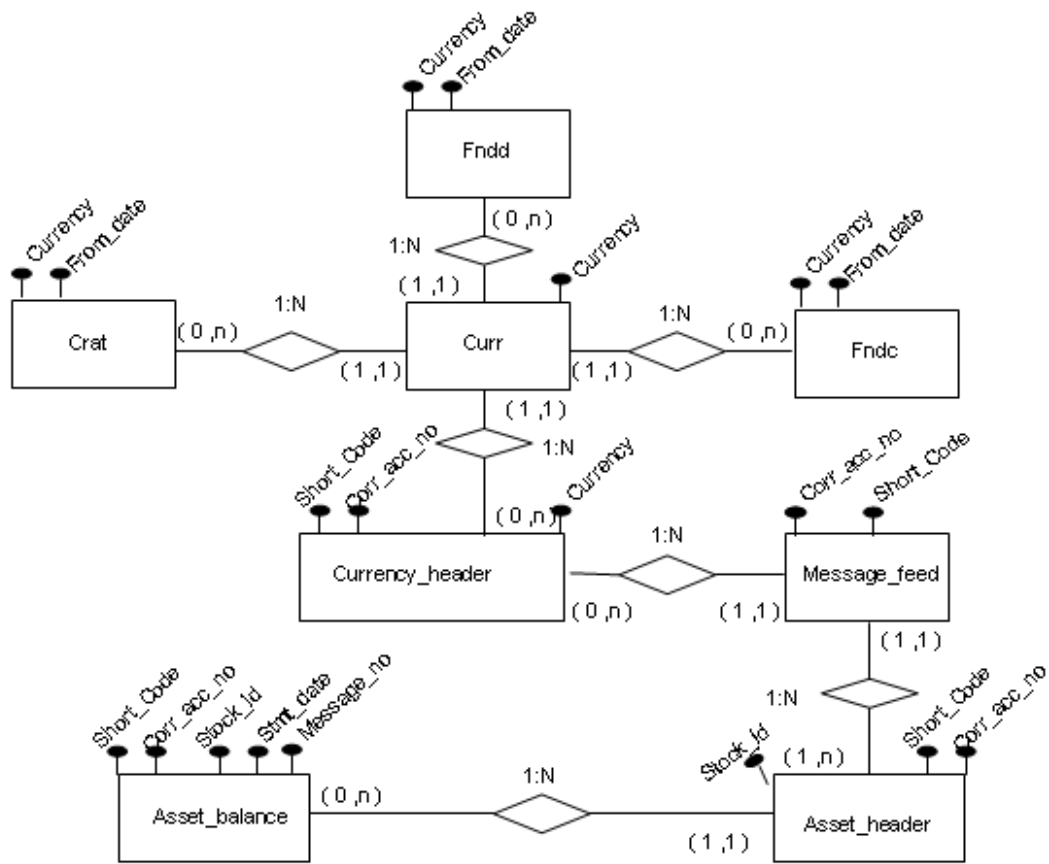 Currency
From_date
Fndd
(0,n)
1:N
(1,1)
Currency
Currency
From_date
Crat
(0,n)
1:N
(1,1)
Curr
(1,1)
1:N
(0,n)
Currency
From_date
Fndc
(1,1)
1:N
(0,n)
Short_Code
Corr_acc_no
Currency
Currency_header
(0,n)
1:N
(1,1)
Corr_acc_no
Short_Code
Message_feed
(1,1)
1:N
(1,n)
Short_Code
Corr_acc_no
Stock_Id
Stmt_date
Message_no
Asset_balance
(0,n)
1:N
(1,1)
Stock_Id
Short_Code
Corr_acc_no
Asset_header